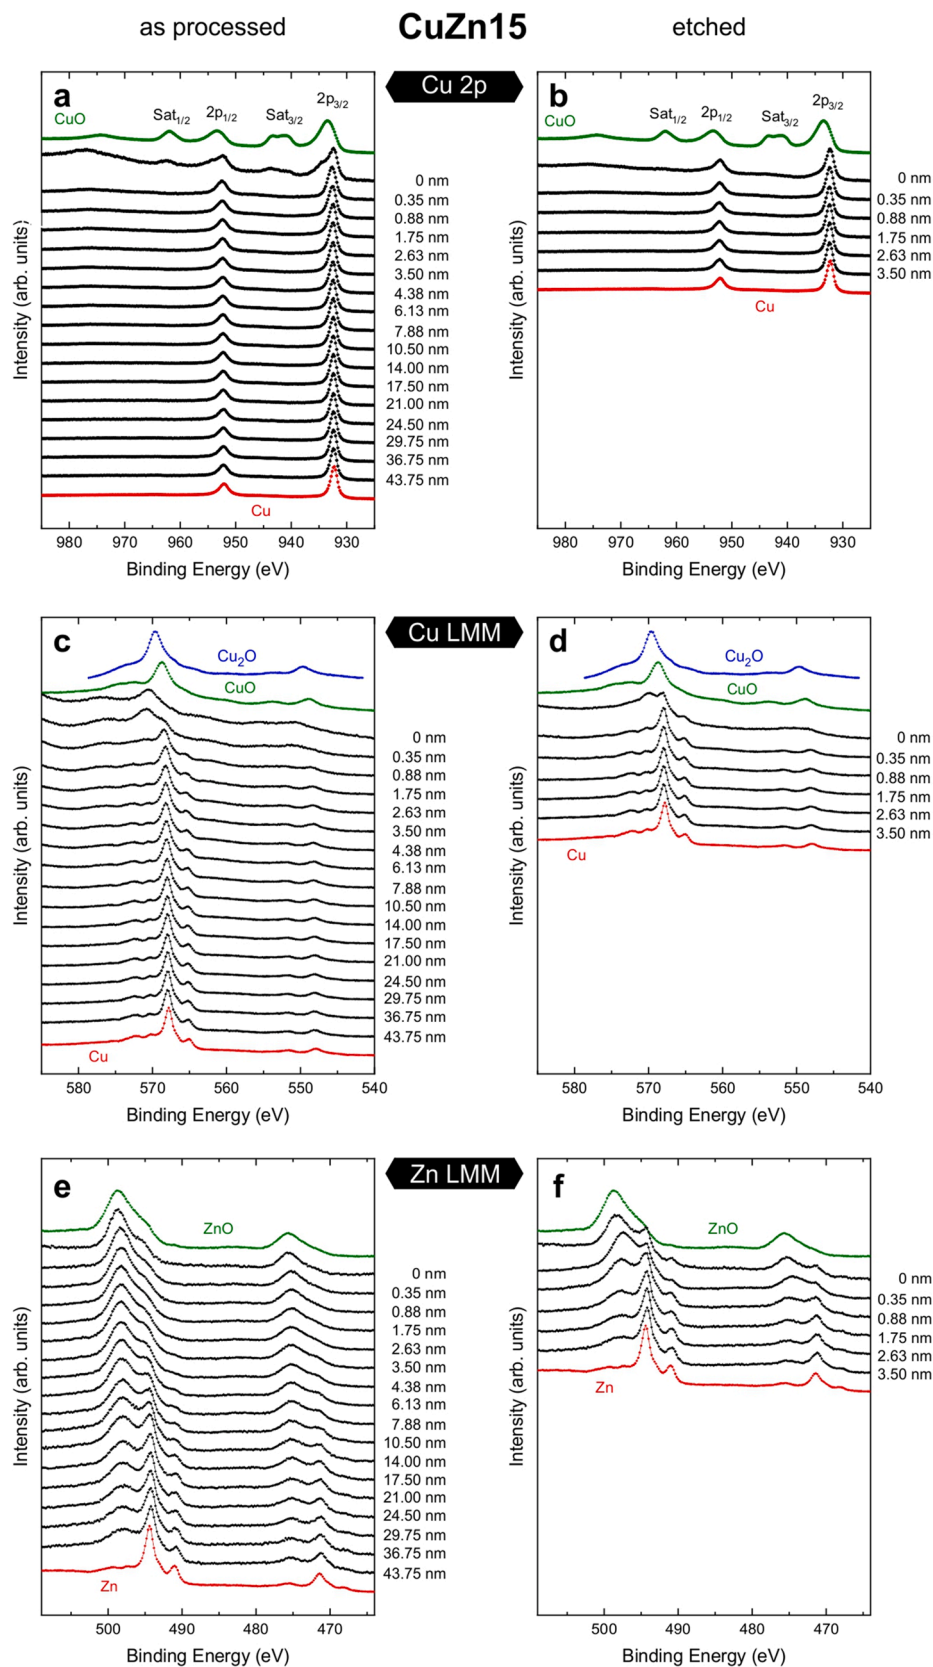 as processed CuZn15 etched
Cu 2p
a
CuO
Sat1/2
2p1/2
Sat3/2
2p3/2
0 nm
0.35 nm
0.88 nm
1.75 nm
2.63 nm
3.50 nm
4.38 nm
6.13 nm
7.88 nm
10.50 nm
14.00 nm
17.50 nm
21.00 nm
24.50 nm
29.75 nm
36.75 nm
43.75 nm
Cu
Intensity (arb. units)
980 970 960 950 940 930
Binding Energy (eV)
b
CuO
Sat1/2
2p1/2
Sat3/2
2p3/2
0 nm
0.35 nm
0.88 nm
1.75 nm
2.63 nm
3.50 nm
Cu
Intensity (arb. units)
980 970 960 950 940 930
Binding Energy (eV)
Cu LMM
c
Cu2O
CuO
0 nm
0.35 nm
0.88 nm
1.75 nm
2.63 nm
3.50 nm
4.38 nm
6.13 nm
7.88 nm
10.50 nm
14.00 nm
17.50 nm
21.00 nm
24.50 nm
29.75 nm
36.75 nm
43.75 nm
Cu
Intensity (arb. units)
580 570 560 550 540
Binding Energy (eV)
d
Cu2O
CuO
0 nm
0.35 nm
0.88 nm
1.75 nm
2.63 nm
3.50 nm
Cu
Intensity (arb. units)
580 570 560 550 540
Binding Energy (eV)
Zn LMM
e
ZnO
0 nm
0.35 nm
0.88 nm
1.75 nm
2.63 nm
3.50 nm
4.38 nm
6.13 nm
7.88 nm
10.50 nm
14.00 nm
17.50 nm
21.00 nm
24.50 nm
29.75 nm
36.75 nm
43.75 nm
Zn
Intensity (arb. units)
500 490 480 470
Binding Energy (eV)
f
ZnO
0 nm
0.35 nm
0.88 nm
1.75 nm
2.63 nm
3.50 nm
Zn
Intensity (arb. units)
500 490 480 470
Binding Energy (eV)